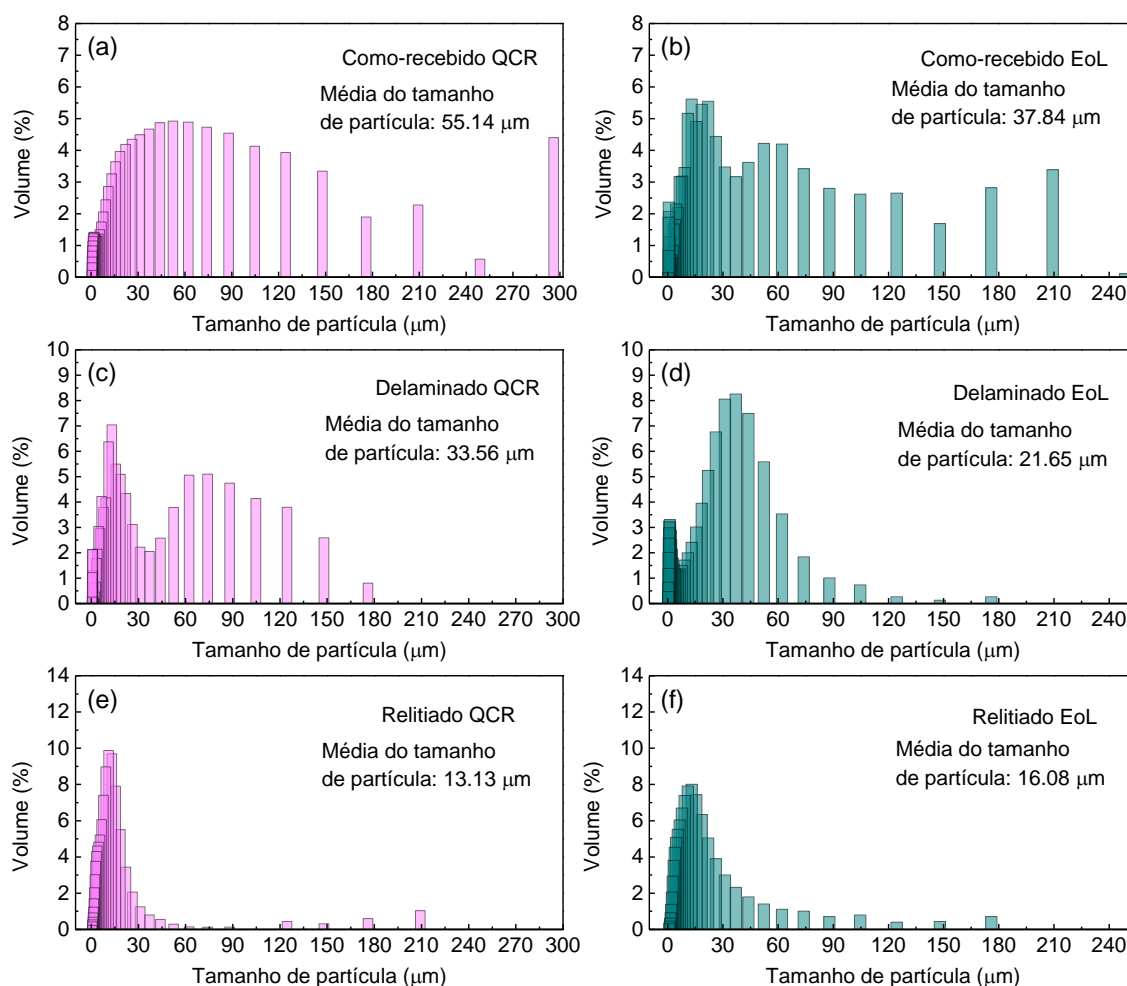 (a)
Como-recebido QCR
Média do tamanho
de partícula: 55.14 μm
Volume (%)
0 1 2 3 4 5 6 7 8
0 30 60 90 120 150 180 210 240 270 300
Tamanho de partícula (μm)
(b)
Como-recebido EoL
Média do tamanho
de partícula: 37.84 μm
Volume (%)
0 1 2 3 4 5 6 7 8
0 30 60 90 120 150 180 210 240
Tamanho de partícula (μm)
(c)
Delaminado QCR
Média do tamanho
de partícula: 33.56 μm
Volume (%)
0 1 2 3 4 5 6 7 8 9 10
0 30 60 90 120 150 180 210 240 270 300
Tamanho de partícula (μm)
(d)
Delaminado EoL
Média do tamanho
de partícula: 21.65 μm
Volume (%)
0 1 2 3 4 5 6 7 8 9 10
0 30 60 90 120 150 180 210 240
Tamanho de partícula (μm)
(e)
Relitiado QCR
Média do tamanho
de partícula: 13.13 μm
Volume (%)
0 2 4 6 8 10 12 14
0 30 60 90 120 150 180 210 240 270 300
Tamanho de partícula (μm)
(f)
Relitiado EoL
Média do tamanho
de partícula: 16.08 μm
Volume (%)
0 2 4 6 8 10 12 14
0 30 60 90 120 150 180 210 240
Tamanho de partícula (μm)